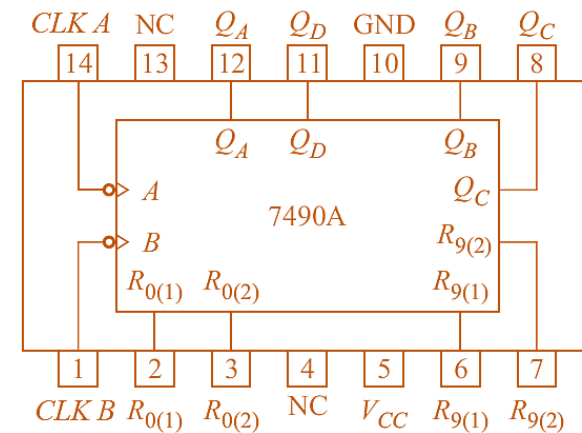 CLK A NC Q_A Q_D GND Q_B Q_C
14 13 12 11 10 9 8
Q_A Q_D Q_B
A Q_C
7490A
B R_9(2)
R_0(1) R_0(2) R_9(1)
1 2 3 4 5 6 7
CLK B R_0(1) R_0(2) NC V_CC R_9(1) R_9(2)